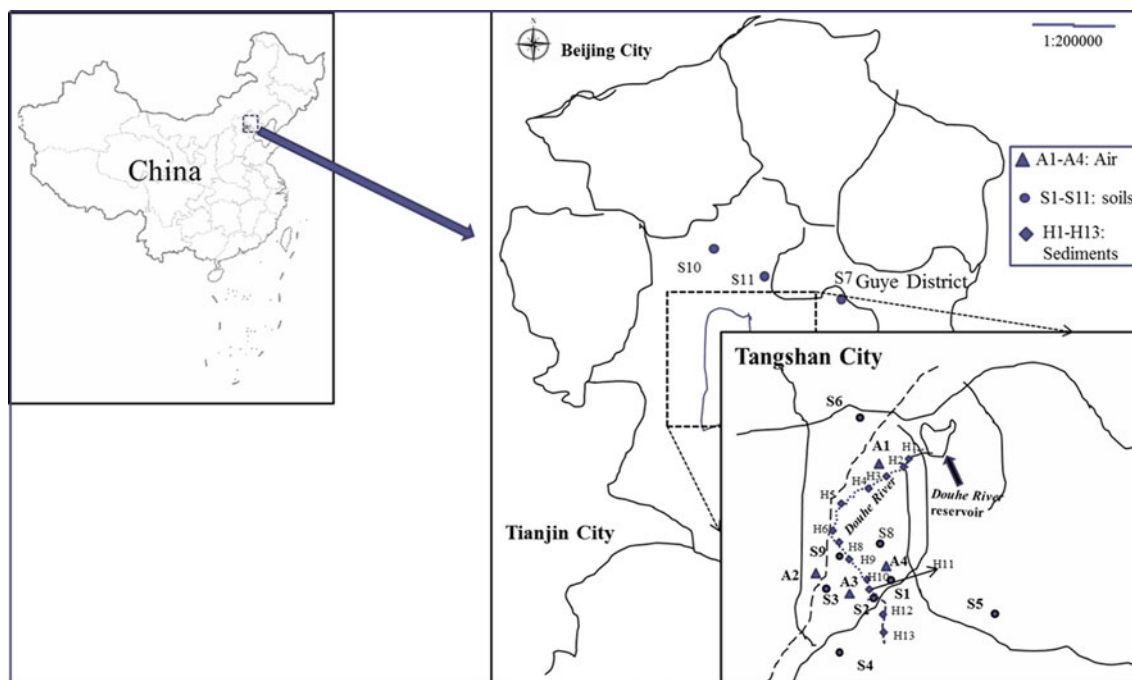 China
N
Beijing City
1:200000
A1-A4: Air
S1-S11: soils
H1-H13:
Sediments
S10
S11
S7
Guye District
Tianjin City
Tangshan City
S6
A1
H1
H2
H3
H4
H5
Douhe River
Douhe River
reservoir
H6
S8
H8
S9
H9
A4
A2
H10
H11
A3
S3
S2
S1
H12
S5
H13
S4